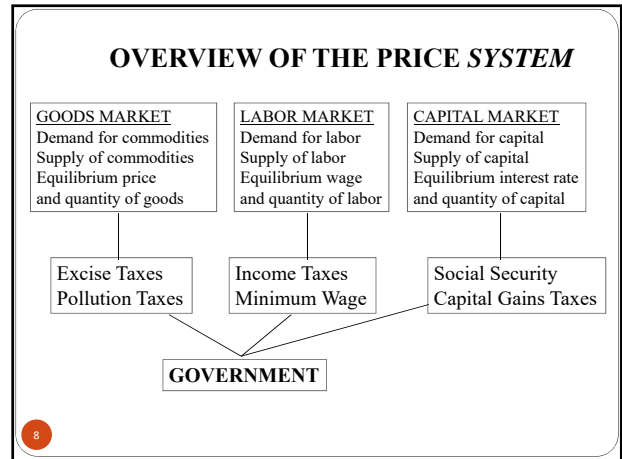 OVERVIEW OF THE PRICE SYSTEM
GOODS MARKET
Demand for commodities
Supply of commodities
Equilibrium price
and quantity of goods
LABOR MARKET
Demand for labor
Supply of labor
Equilibrium wage
and quantity of labor
CAPITAL MARKET
Demand for capital
Supply of capital
Equilibrium interest rate
and quantity of capital
Excise Taxes
Pollution Taxes
Income Taxes
Minimum Wage
Social Security
Capital Gains Taxes
GOVERNMENT
8